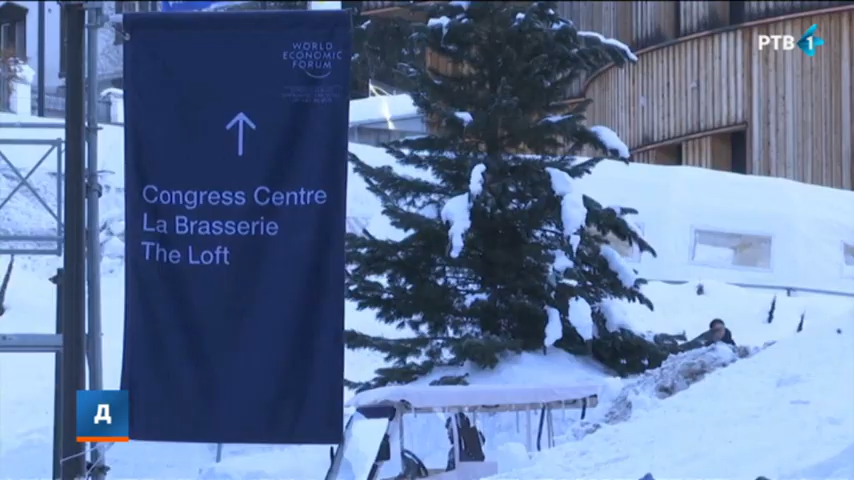 WORLD
ECONOMIC
FORUM
Congress Centre
La Brasserie
The Loft
РТВ 1
Д